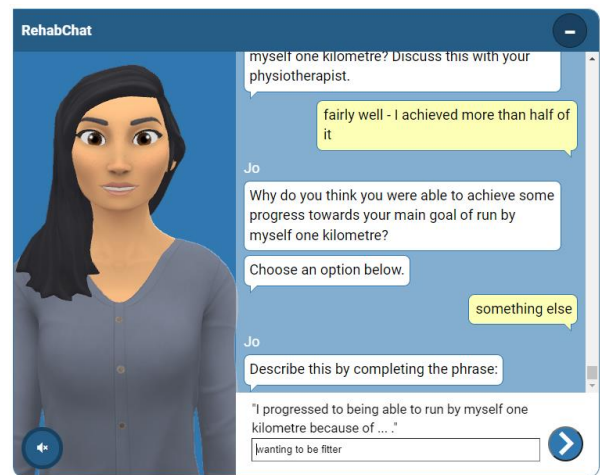 RehabChat
myself one kilometre? Discuss this with your
physiotherapist.
fairly well - I achieved more than half of
it
Jo
Why do you think you were able to achieve some
progress towards your main goal of run by
myself one kilometre?
Choose an option below.
something else
Jo
Describe this by completing the phrase:
"I progressed to being able to run by myself one
kilometre because of ... ."
wanting to be fitter